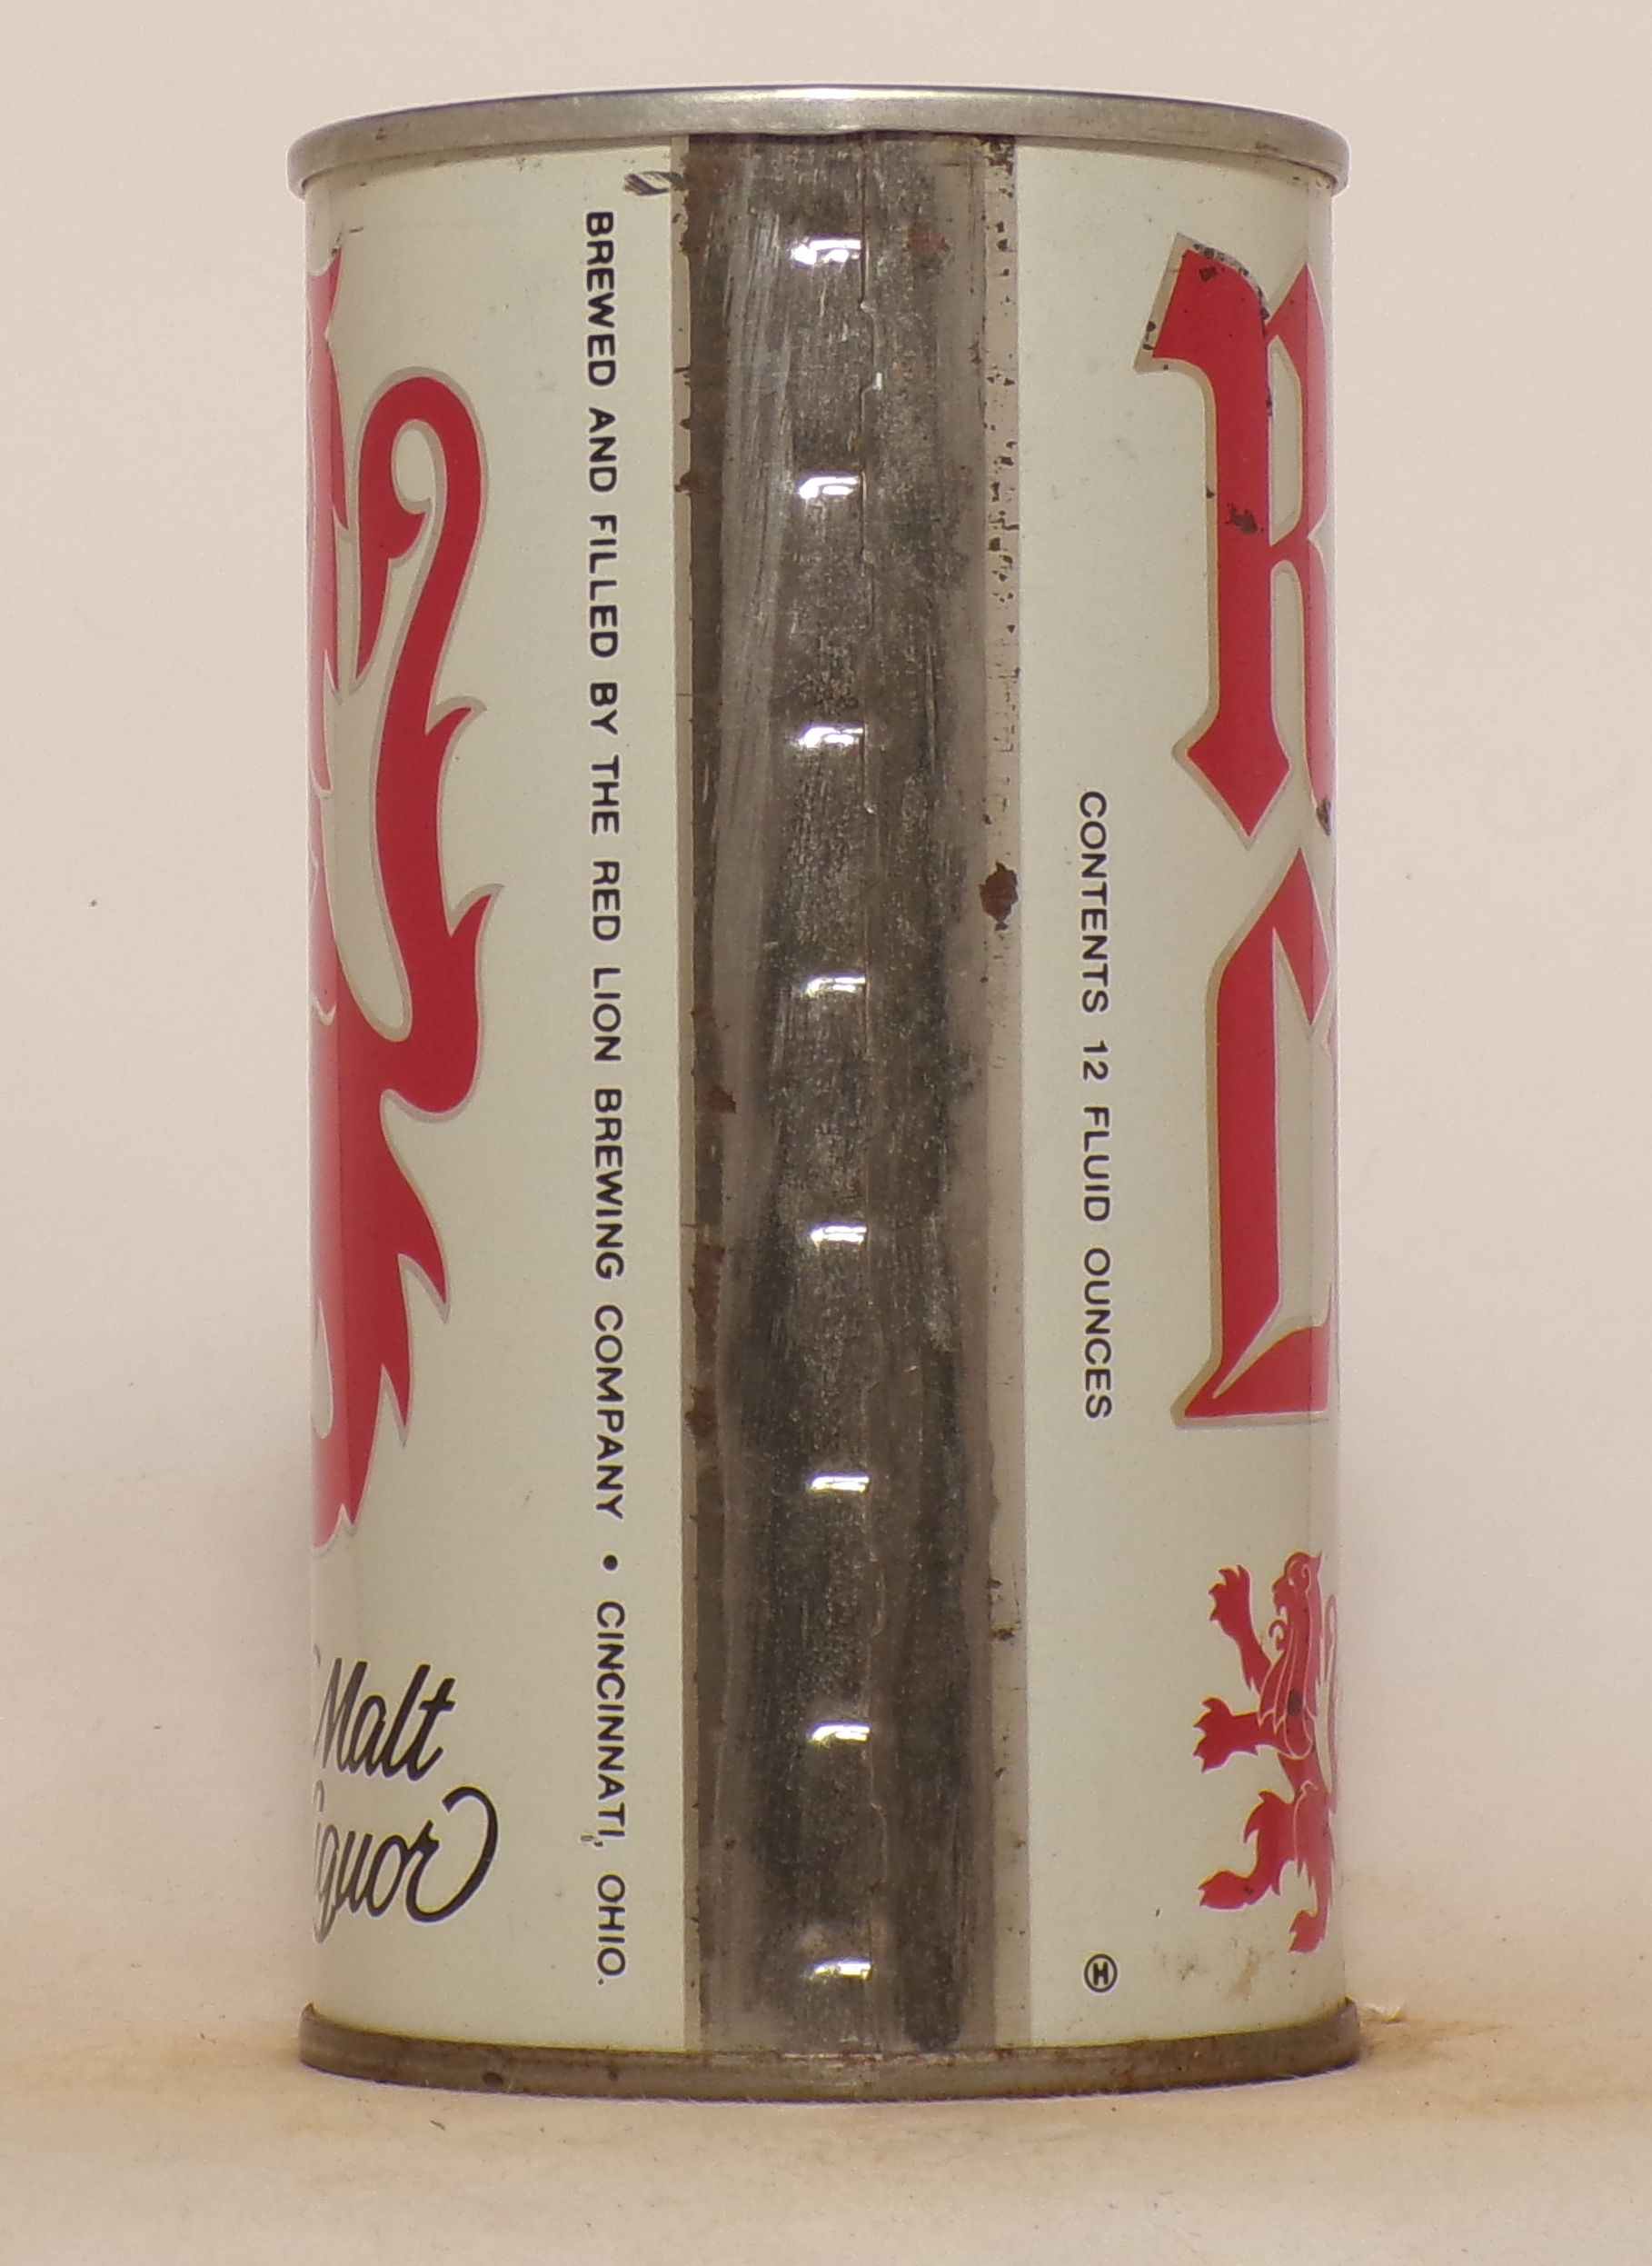 BREWED AND FILLED BY THE RED LION BREWING COMPANY • CINCINNATI, OHIO.
CONTENTS 12 FLUID OUNCES
Malt